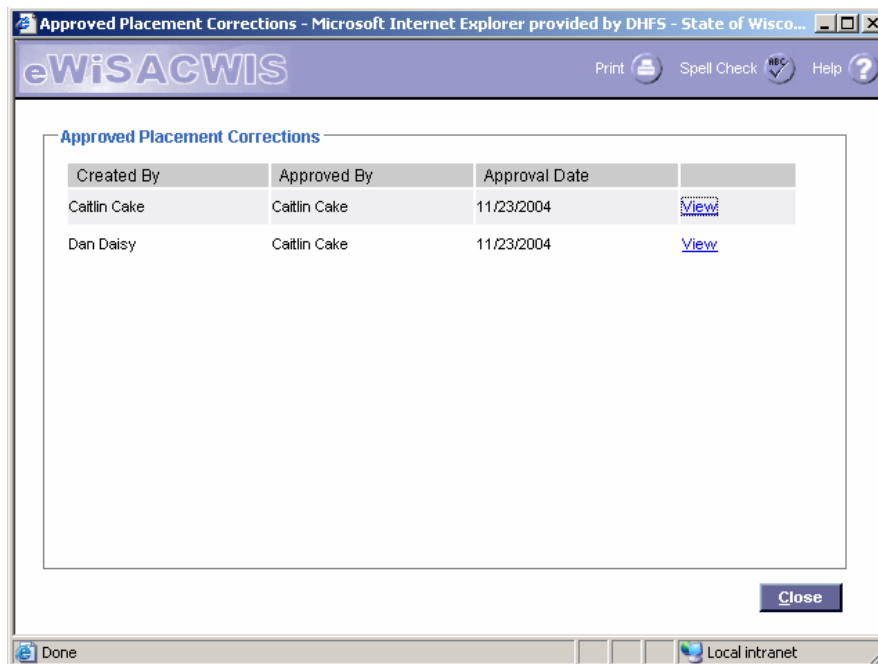 Approved Placement Corrections - Microsoft Internet Explorer provided by DHFS - State of Wisco...
eWiSACWIS Print Spell Check ABC Help ?
Approved Placement Corrections
Created By Approved By Approval Date
Caitlin Cake Caitlin Cake 11/23/2004 View
Dan Daisy Caitlin Cake 11/23/2004 View
Close
Done Local intranet